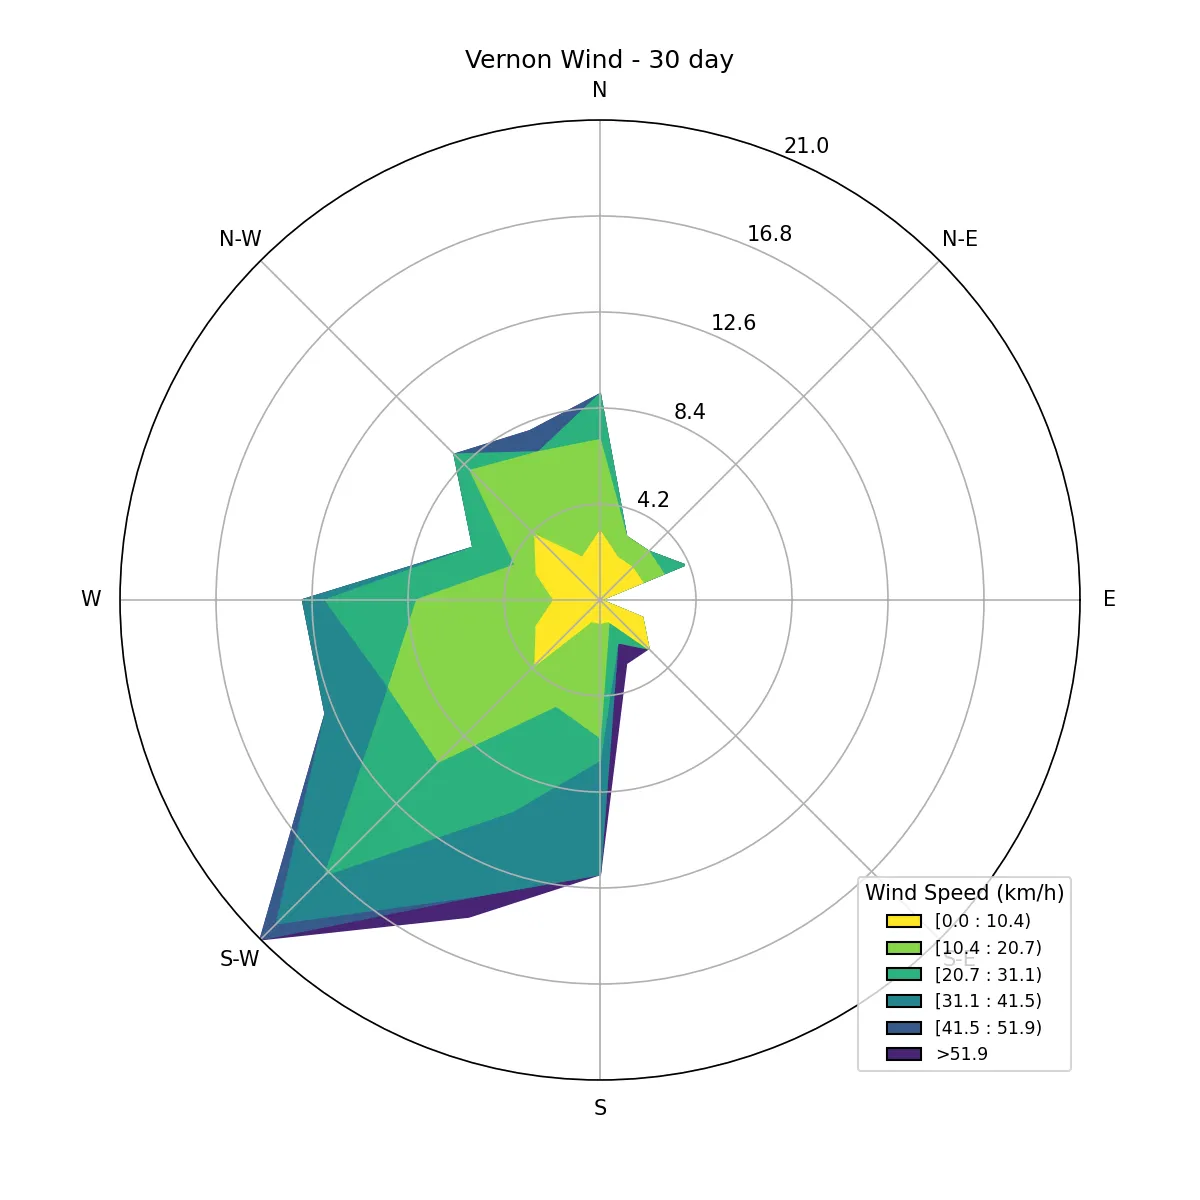 Vernon Wind - 30 day
N
21.0
16.8
N-W
N-E
12.6
8.4
4.2
W
E
Wind Speed (km/h)
[0.0 : 10.4)
[10.4 : 20.7)
S-W
S-E
[20.7 : 31.1)
[31.1 : 41.5)
[41.5 : 51.9)
>51.9
S